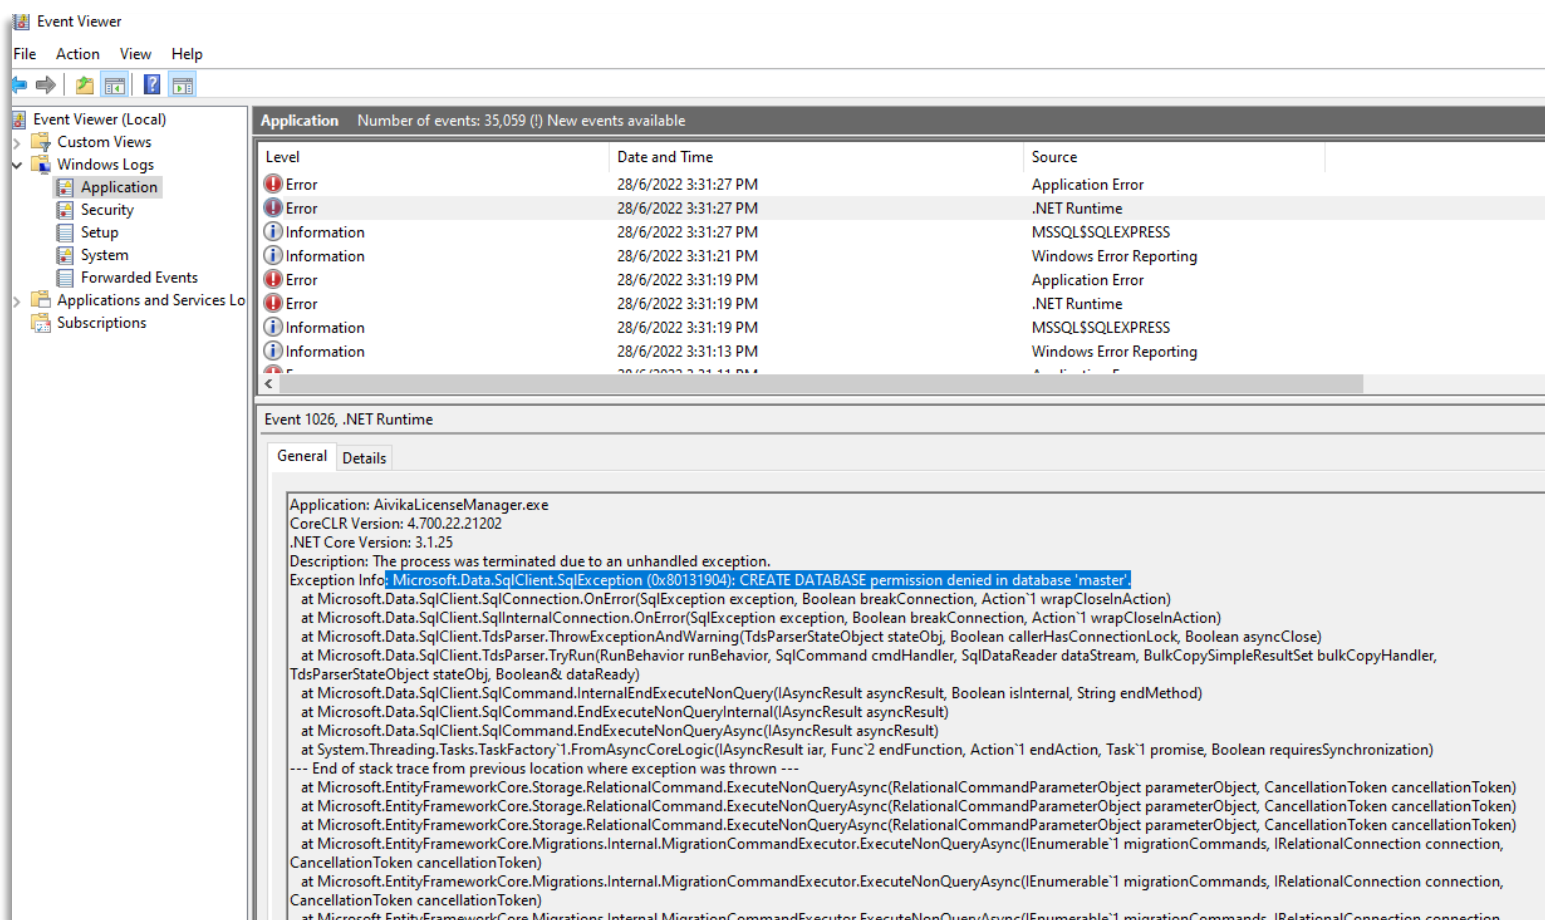 Event Viewer
File Action View Help
Event Viewer (Local)
Custom Views
Windows Logs
Application
Security
Setup
System
Forwarded Events
Applications and Services Lo
Subscriptions
Application Number of events: 35,059 (!) New events available
Level Date and Time Source
Error 28/6/2022 3:31:27 PM Application Error
Error 28/6/2022 3:31:27 PM .NET Runtime
Information 28/6/2022 3:31:27 PM MSSQL$SQLEXPRESS
Information 28/6/2022 3:31:21 PM Windows Error Reporting
Error 28/6/2022 3:31:19 PM Application Error
Error 28/6/2022 3:31:19 PM .NET Runtime
Information 28/6/2022 3:31:19 PM MSSQL$SQLEXPRESS
Information 28/6/2022 3:31:13 PM Windows Error Reporting
Event 1026, .NET Runtime
General Details
Application: AivikaLicenseManager.exe
CoreCLR Version: 4.700.22.21202
.NET Core Version: 3.1.25
Description: The process was terminated due to an unhandled exception.
Exception Info: Microsoft.Data.SqlClient.SqlException (0x80131904): CREATE DATABASE permission denied in database 'master'.
at Microsoft.Data.SqlClient.SqlConnection.OnError(SqlException exception, Boolean breakConnection, Action`1 wrapCloseInAction)
at Microsoft.Data.SqlClient.SqlInternalConnection.OnError(SqlException exception, Boolean breakConnection, Action`1 wrapCloseInAction)
at Microsoft.Data.SqlClient.TdsParser.ThrowExceptionAndWarning(TdsParserStateObject stateObj, Boolean callerHasConnectionLock, Boolean asyncClose)
at Microsoft.Data.SqlClient.TdsParser.TryRun(RunBehavior runBehavior, SqlCommand cmdHandler, SqlDataReader dataStream, BulkCopySimpleResultSet bulkCopyHandler,
TdsParserStateObject stateObj, Boolean& dataReady)
at Microsoft.Data.SqlClient.SqlCommand.InternalEndExecuteNonQuery(IAsyncResult asyncResult, Boolean isInternal, String endMethod)
at Microsoft.Data.SqlClient.SqlCommand.EndExecuteNonQueryInternal(IAsyncResult asyncResult)
at Microsoft.Data.SqlClient.SqlCommand.EndExecuteNonQueryAsync(IAsyncResult asyncResult)
at System.Threading.Tasks.TaskFactory`1.FromAsyncCoreLogic(IAsyncResult iar, Func`2 endFunction, Action`1 endAction, Task`1 promise, Boolean requiresSynchronization)
--- End of stack trace from previous location where exception was thrown ---
at Microsoft.EntityFrameworkCore.Storage.RelationalCommand.ExecuteNonQueryAsync(RelationalCommandParameterObject parameterObject, CancellationToken cancellationToken)
at Microsoft.EntityFrameworkCore.Storage.RelationalCommand.ExecuteNonQueryAsync(RelationalCommandParameterObject parameterObject, CancellationToken cancellationToken)
at Microsoft.EntityFrameworkCore.Storage.RelationalCommand.ExecuteNonQueryAsync(RelationalCommandParameterObject parameterObject, CancellationToken cancellationToken)
at Microsoft.EntityFrameworkCore.Migrations.Internal.MigrationCommandExecutor.ExecuteNonQueryAsync(IEnumerable`1 migrationCommands, IRelationalConnection connection,
CancellationToken cancellationToken)
at Microsoft.EntityFrameworkCore.Migrations.Internal.MigrationCommandExecutor.ExecuteNonQueryAsync(IEnumerable`1 migrationCommands, IRelationalConnection connection,
CancellationToken cancellationToken)
at Microsoft.EntityFrameworkCore.Migrations.Internal.MigrationCommandExecutor.ExecuteNonQueryAsync(IEnumerable`1 migrationCommands, IRelationalConnection connection,